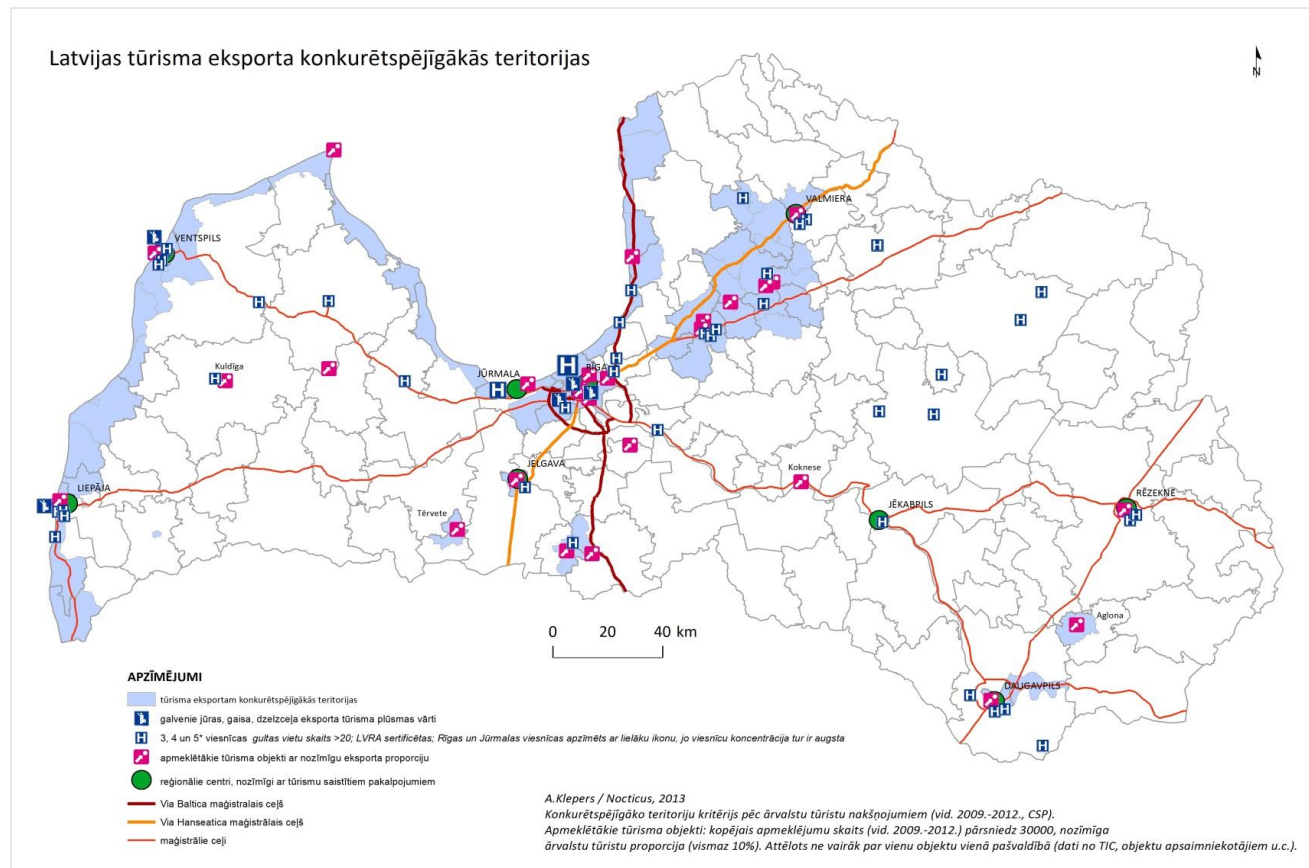 Latvijas tūrisma eksporta konkurētspējīgākās teritorijas
N
VALMIERA
VENTSPILS
Kuldīga
JŪRMALA
RĪGA
JELGAVA
Koknese
LIEPĀJA
Tērvete
JĒKABPILS
RĒZEKNE
Aglona
DAUGAVPILS
0 20 40 km
APZĪMĒJUMI
tūrisma eksportam konkurētspējīgākās teritorijas
galvenie jūras, gaisa, dzelzceļa eksporta tūrisma plūsmas vārti
3, 4 un 5* viesnīcas gultas vietu skaits >20; LVRA sertificētas; Rīgas un Jūrmalas viesnīcas apzīmēts ar lielāku ikonu, jo viesnīcu koncentrācija tur ir augsta
apmeklētākie tūrisma objekti ar nozīmīgu eksporta proporciju
reģionālie centri, nozīmīgi ar tūrismu saistītiem pakalpojumiem
Via Baltica maģistralais ceļš
Via Hanseatica maģistrālais ceļš
maģistrālie ceļi
A.Klepers / Nocticus, 2013
Konkurētspējīgāko teritoriju kritērijs pēc ārvalstu tūristu nakšņojumiem (vid. 2009.-2012., CSP).
Apmeklētākie tūrisma objekti: kopējais apmeklējumu skaits (vid. 2009.-2012.) pārsniedz 30000, nozīmīga
ārvalstu tūristu proporcija (vismaz 10%). Attēlots ne vairāk par vienu objektu vienā pašvaldībā (dati no TIC, objektu apsaimniekotājiem u.c.).